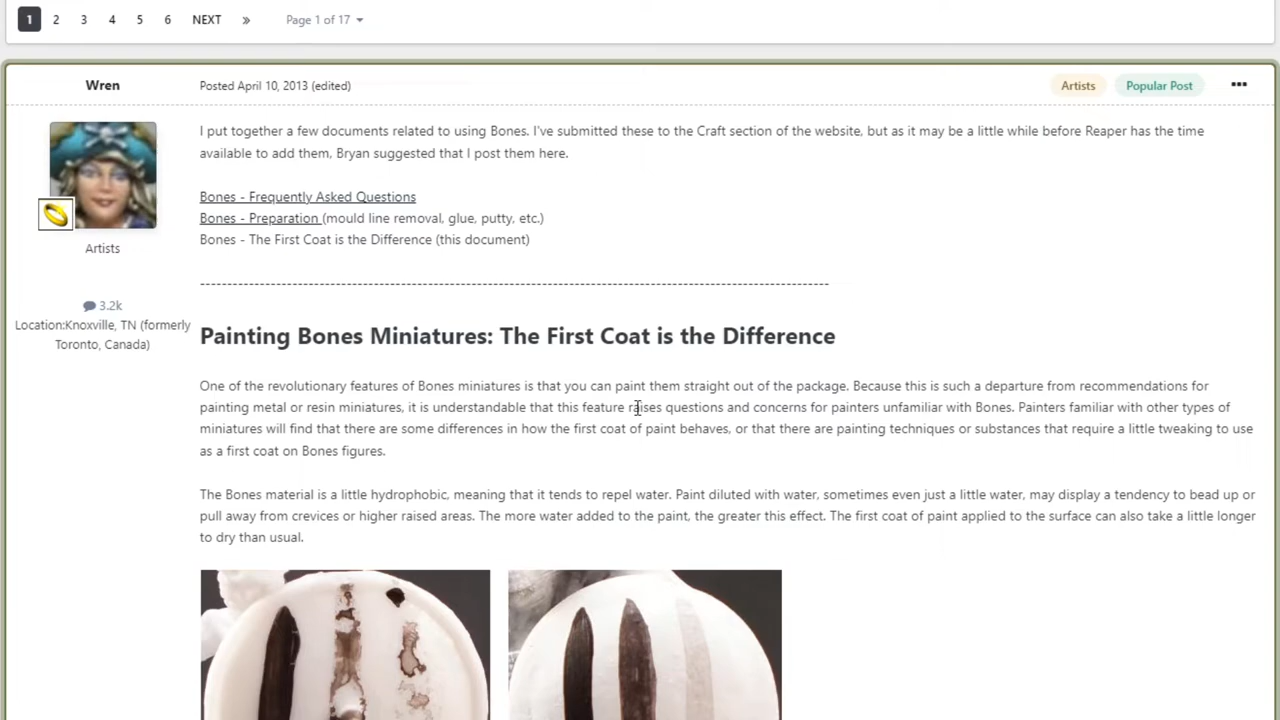 1 2 3 4 5 6 NEXT » Page 1 of 17
Wren
Posted April 10, 2013 (edited)
Artists
Popular Post
I put together a few documents related to using Bones. I've submitted these to the Craft section of the website, but as it may be a little while before Reaper has the time
available to add them, Bryan suggested that I post them here.
Bones - Frequently Asked Questions
Bones - Preparation (mould line removal, glue, putty, etc.)
Bones - The First Coat is the Difference (this document)
Artists
3.2k
Location:Knoxville, TN (formerly
Toronto, Canada)
Painting Bones Miniatures: The First Coat is the Difference
One of the revolutionary features of Bones miniatures is that you can paint them straight out of the package. Because this is such a departure from recommendations for
painting metal or resin miniatures, it is understandable that this feature raises questions and concerns for painters unfamiliar with Bones. Painters familiar with other types of
miniatures will find that there are some differences in how the first coat of paint behaves, or that there are painting techniques or substances that require a little tweaking to use
as a first coat on Bones figures.
The Bones material is a little hydrophobic, meaning that it tends to repel water. Paint diluted with water, sometimes even just a little water, may display a tendency to bead up or
pull away from crevices or higher raised areas. The more water added to the paint, the greater this effect. The first coat of paint applied to the surface can also take a little longer
to dry than usual.